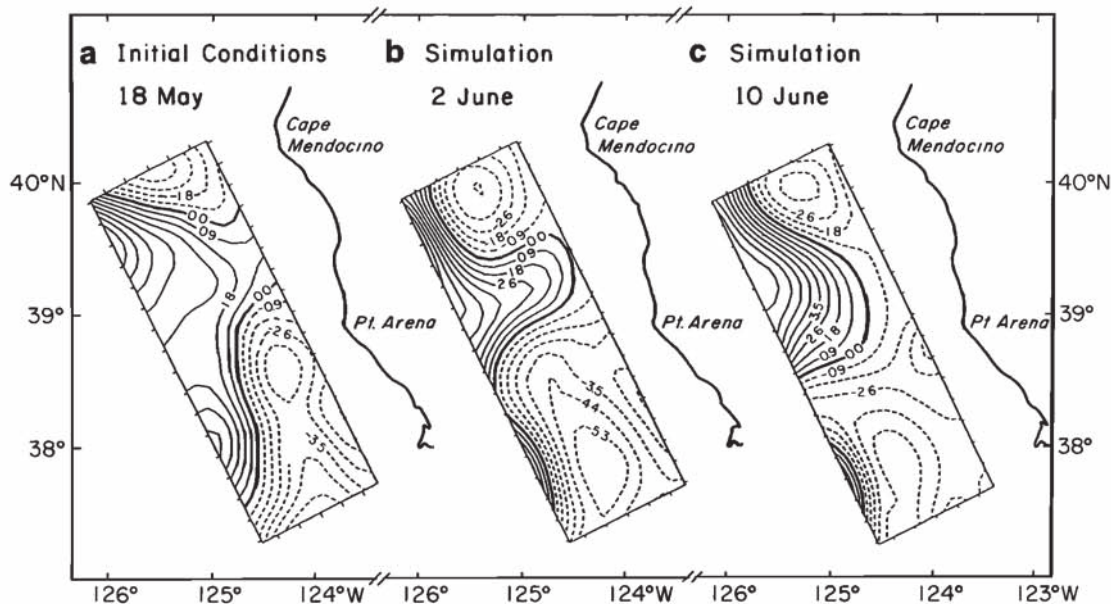 a Initial Conditions
18 May
b Simulation
2 June
c Simulation
10 June
Cape
Mendocino
Cape
Mendocino
Cape
Mendocino
40°N
40°N
-.18
.00
.09
.18
.00
.09
.26
.35
-.26
-.18
.09
.00
.18
.26
.35
.44
.53
.26
.18
.35
.26
.18
.09
.00
.09
.26
39°
39°
Pt. Arena
Pt. Arena
Pt Arena
38°
38°
126°
125°
124°W
126°
125°
124°W
126°
125°
124°
123°W